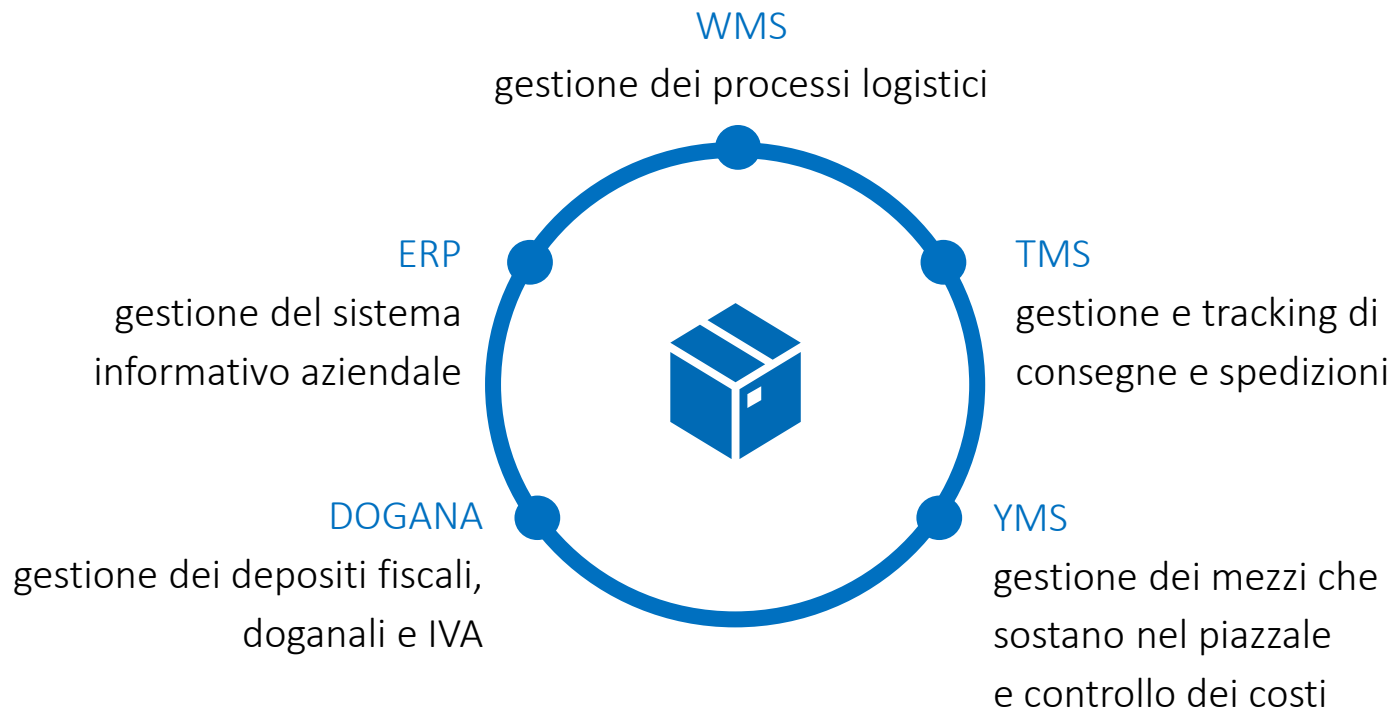 WMS
gestione dei processi logistici
ERP
gestione del sistema
informativo aziendale
TMS
gestione e tracking di
consegne e spedizioni
DOGANA
gestione dei depositi fiscali,
doganali e IVA
YMS
gestione dei mezzi che
sostano nel piazzale
e controllo dei costi